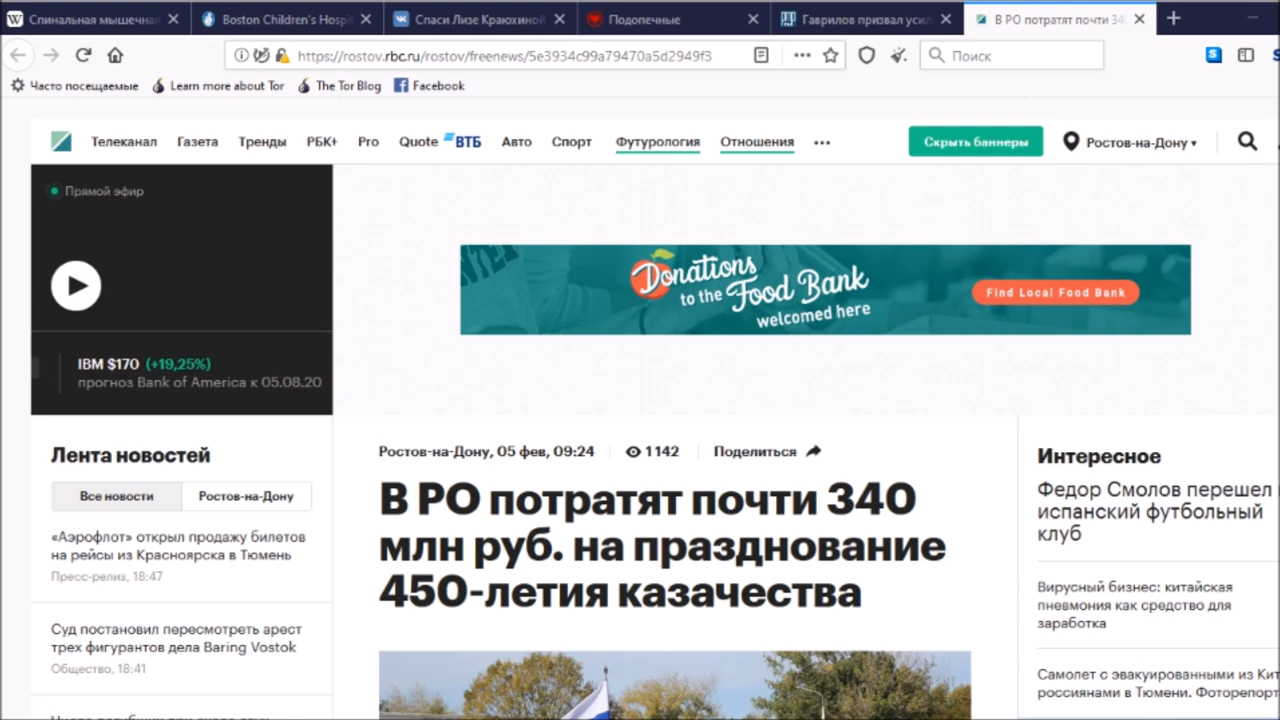 Спинальная мышечная
Boston Children's Hospi
Спаси Лизе Краюхиной
Подопечные
Гаврилов призвал усил
В РО потратят почти 34
https://rostov.rbc.ru/rostov/freenews/5e3934c99a79470a5d2949f3
Поиск
Часто посещаемые
Learn more about Tor
The Tor Blog
Facebook
Телеканал
Газета
Тренды
РБК+
Pro
Quote
ВТБ
Авто
Спорт
Футурология
Отношения
Скрыть баннеры
Ростов-на-Дону
Прямой эфир
Donations
to the Food Bank
welcomed here
Find Local Food Bank
IBM $170 (+19,25%)
прогноз Bank of America к 05.08.20
Лента новостей
Все новости
Ростов-на-Дону
«Аэрофлот» открыл продажу билетов
на рейсы из Красноярска в Тюмень
Пресс-релиз, 18:47
Суд постановил пересмотреть арест
трех фигурантов дела Baring Vostok
Общество, 18:41
Ростов-на-Дону, 05 фев, 09:24
1142
Поделиться
В РО потратят почти 340
млн руб. на празднование
450-летия казачества
Интересное
Федор Смолов перешел
испанский футбольный
клуб
Вирусный бизнес: китайская
пневмония как средство для
заработка
Самолет с эвакуированными из Кит
россиянами в Тюмени. Фоторепорт